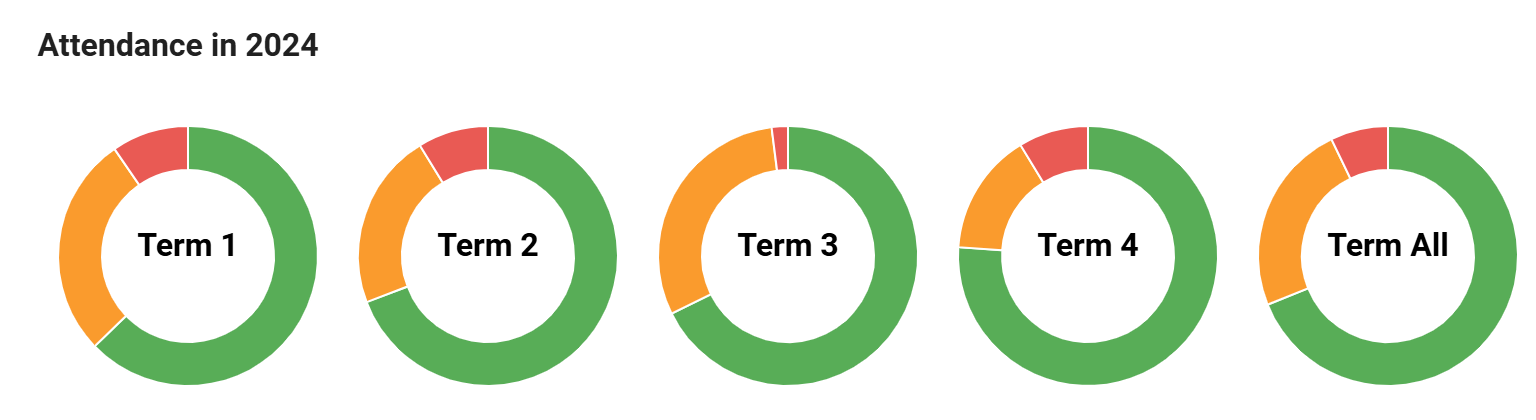 Attendance in 2024
Term 1
Term 2
Term 3
Term 4
Term All